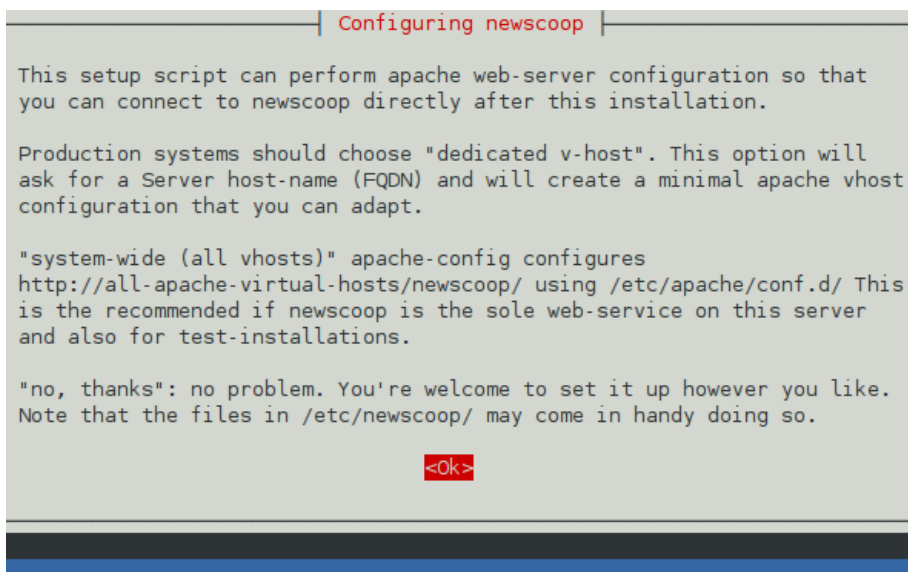 Configuring newscoop
This setup script can perform apache web-server configuration so that
you can connect to newscoop directly after this installation.
Production systems should choose "dedicated v-host". This option will
ask for a Server host-name (FQDN) and will create a minimal apache vhost
configuration that you can adapt.
"system-wide (all vhosts)" apache-config configures
http://all-apache-virtual-hosts/newscoop/ using /etc/apache/conf.d/ This
is the recommended if newscoop is the sole web-service on this server
and also for test-installations.
"no, thanks": no problem. You're welcome to set it up however you like.
Note that the files in /etc/newscoop/ may come in handy doing so.
<Ok>